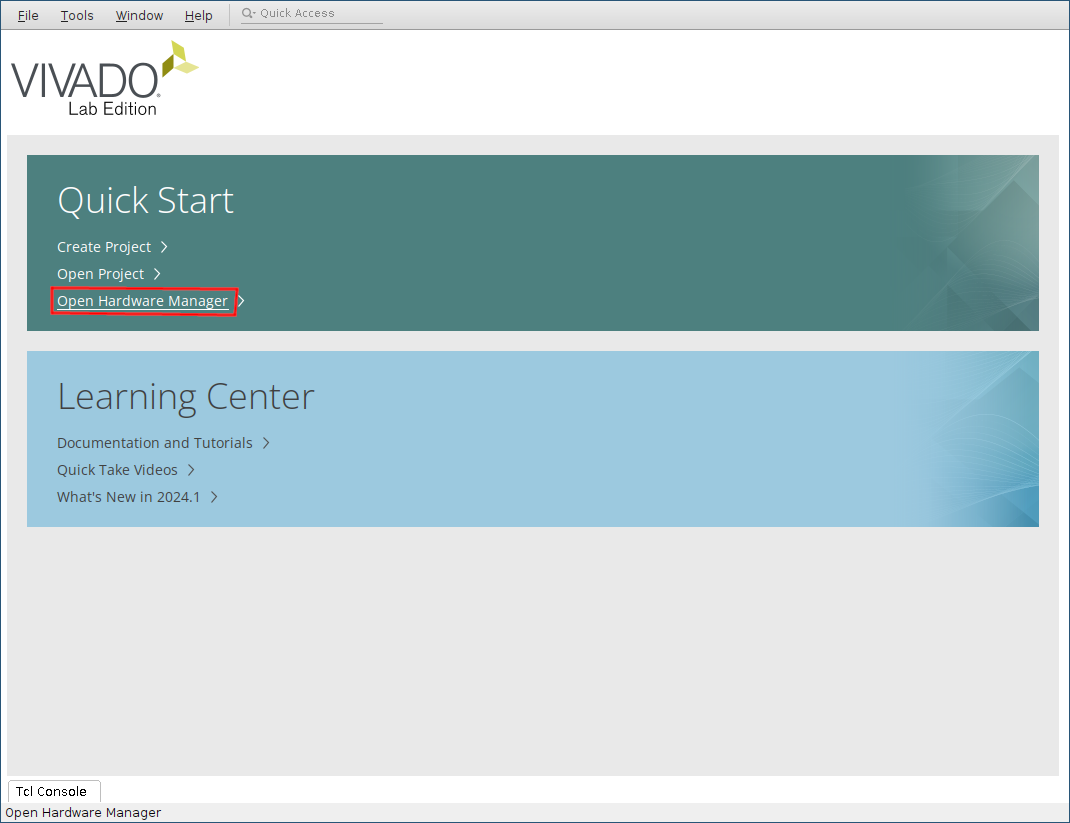 File Tools Window Help Quick Access
VIVADO.
Lab Edition
Quick Start
Create Project
Open Project
Open Hardware Manager
Learning Center
Documentation and Tutorials
Quick Take Videos
What's New in 2024.1
Tcl Console
Open Hardware Manager